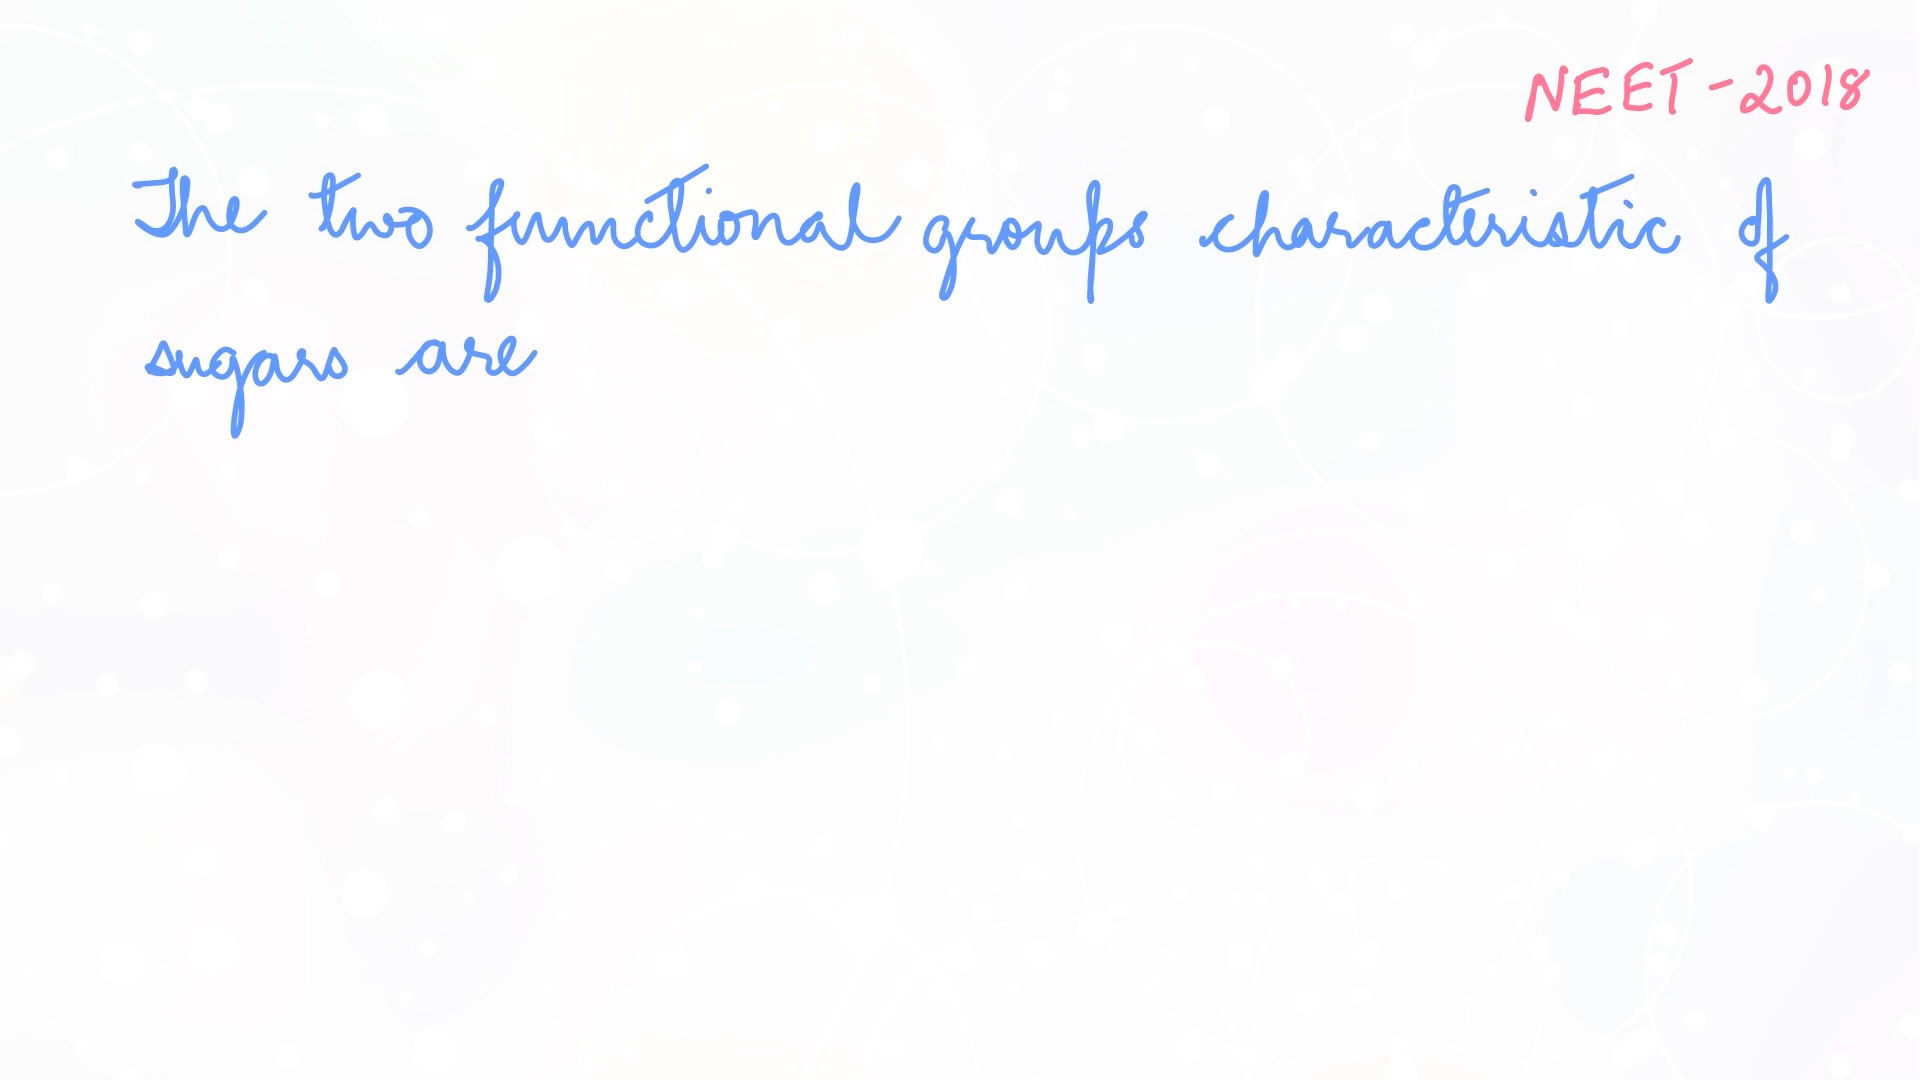 NEET-2018
The two functional groups characteristic of
sugars are